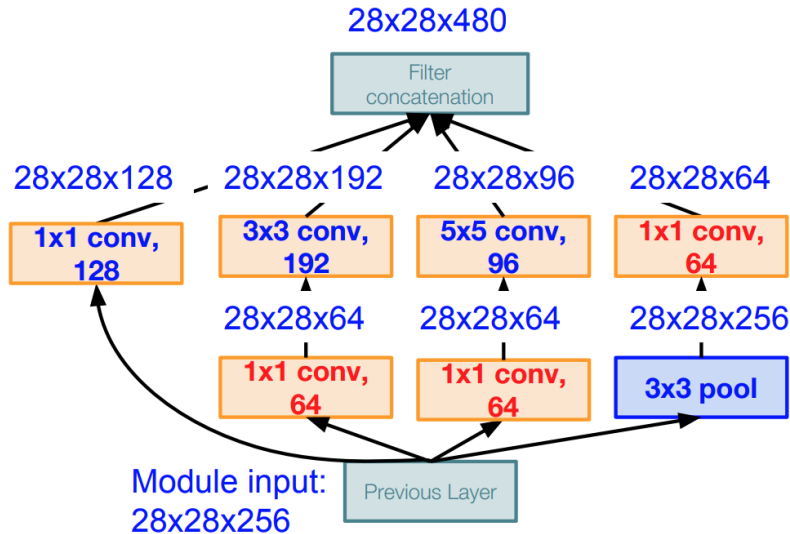 28x28x480
Filter
concatenation
28x28x128
28x28x192
28x28x96
28x28x64
1x1 conv,
128
3x3 conv,
192
5x5 conv,
96
1x1 conv,
64
28x28x64
28x28x64
28x28x256
1x1 conv,
64
1x1 conv,
64
3x3 pool
Module input:
28x28x256
Previous Layer